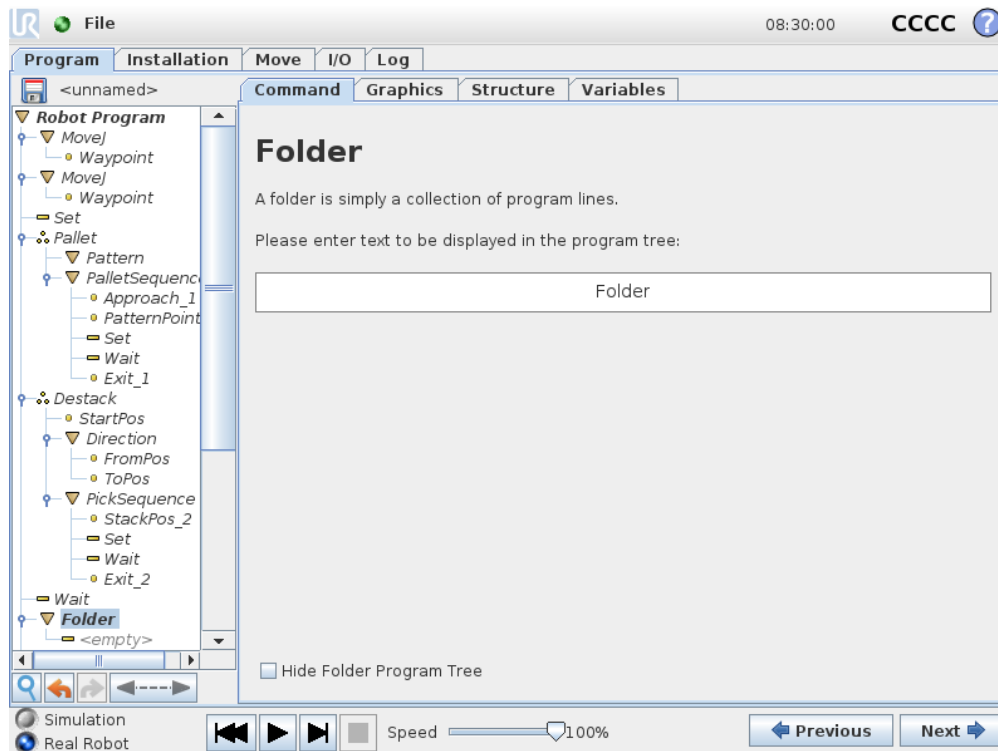 UR File 08:30:00 CCCC ?
Program Installation Move I/O Log
<unnamed> Command Graphics Structure Variables
Robot Program
MoveJ
Waypoint
MoveJ
Waypoint
Set
Pallet
Pattern
PalletSequenc
Approach_1
PatternPoint
Set
Wait
Exit_1
Destack
StartPos
Direction
FromPos
ToPos
PickSequence
StackPos_2
Set
Wait
Exit_2
Wait
Folder
<empty>
Folder
A folder is simply a collection of program lines.
Please enter text to be displayed in the program tree:
Folder
Hide Folder Program Tree
Simulation
Real Robot
Speed 100% Previous Next